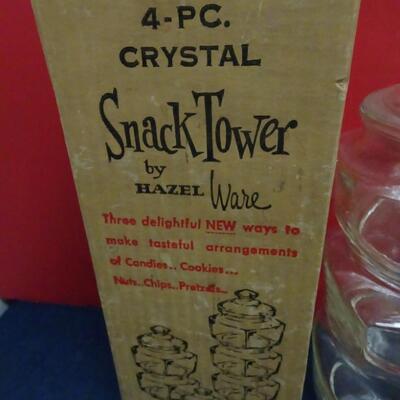 4-PC.
CRYSTAL
Snack Tower
by
HAZEL Ware
Three delightful NEW ways to
make tasteful arrangements
of Candies.. Cookies...
Nuts..Chips..Pretzels...